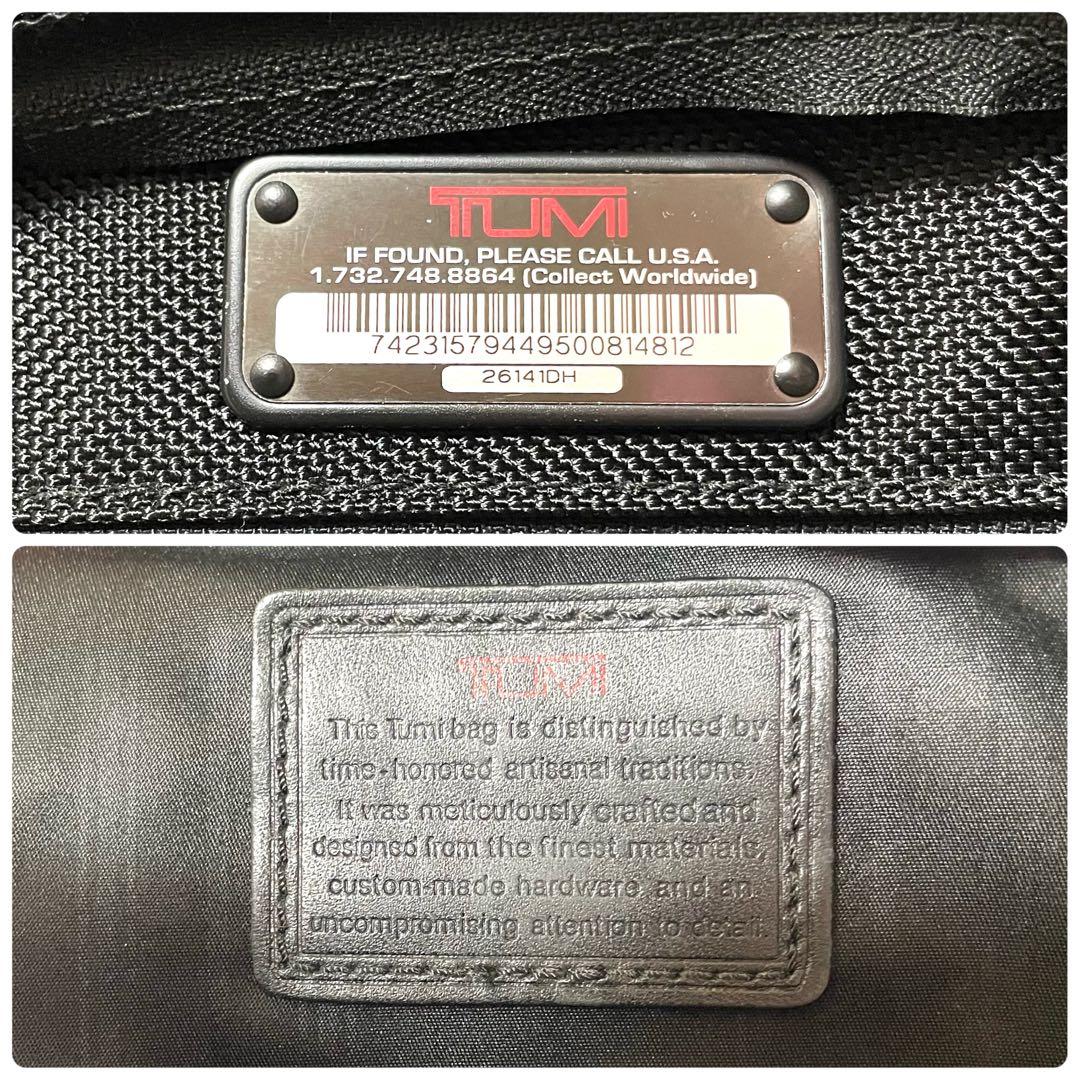 TUMI
IF FOUND, PLEASE CALL U.S.A.
1.732.748.8864 (Collect Worldwide)
74231579449500814812
26141DH
TUMI
This Tumi bag is distinguished by
time-honored artisanal traditions.
It was meticulously crafted and
designed from the finest materials,
custom-made hardware and an
uncompromising attention to detail.